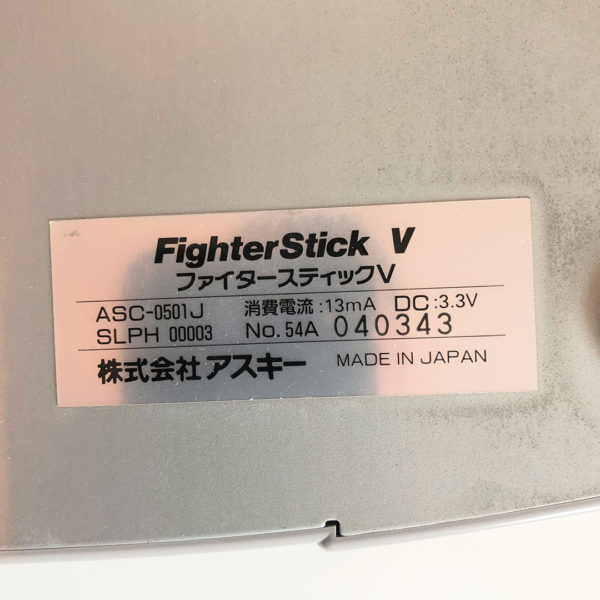 FighterStick V
ファイタースティックV
ASC-0501J 消費電流:13mA DC:3.3V
SLPH 00003 No.54A 040343
株式会社アスキー MADE IN JAPAN